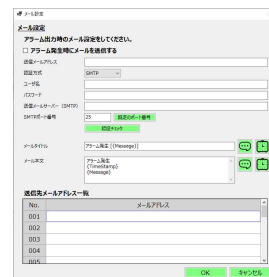 メール設定
メール設定
アラーム出力時のメール設定をしてください。
アラーム発生時にメールを送信する
送信メールアドレス
認証方式 SMTP
ユーザ名
パスワード
送信メールサーバー (SMTP)
SMTPポート番号 25 既定のポート番号
認証チェック
メールタイトル アラーム発生 [{Message}]
メール本文 アラーム発生
{TimeStamp}
{Message}
送信先メールアドレス一覧
No. メールアドレス
001
002
003
004
005
OK キャンセル